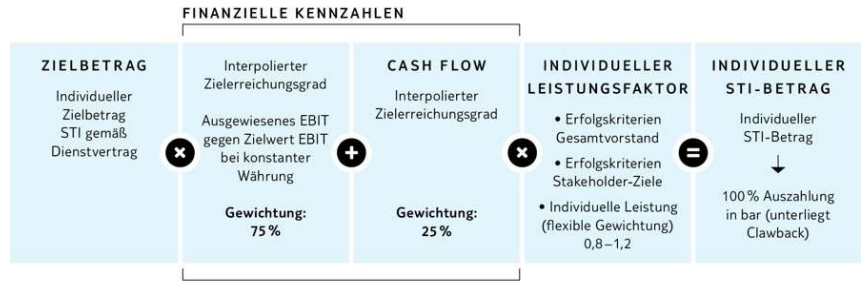 FINANZIELLE KENNZAHLEN
ZIELBETRAG
Individueller
Zielbetrag
STI gemäß
Dienstvertrag
×
Interpolierter
Zielerreichungsgrad
Ausgewiesenes EBIT
gegen Zielwert EBIT
bei konstanter
Währung
Gewichtung:
75 %
+
CASH FLOW
Interpolierter
Zielerreichungsgrad
Gewichtung:
25 %
×
INDIVIDUELLER
LEISTUNGSFAKTOR
• Erfolgskriterien
Gesamtvorstand
• Erfolgskriterien
Stakeholder-Ziele
• Individuelle Leistung
(flexible Gewichtung)
0,8 – 1,2
=
INDIVIDUELLER
STI-BETRAG
Individueller
STI-Betrag
100 % Auszahlung
in bar (unterliegt
Clawback)